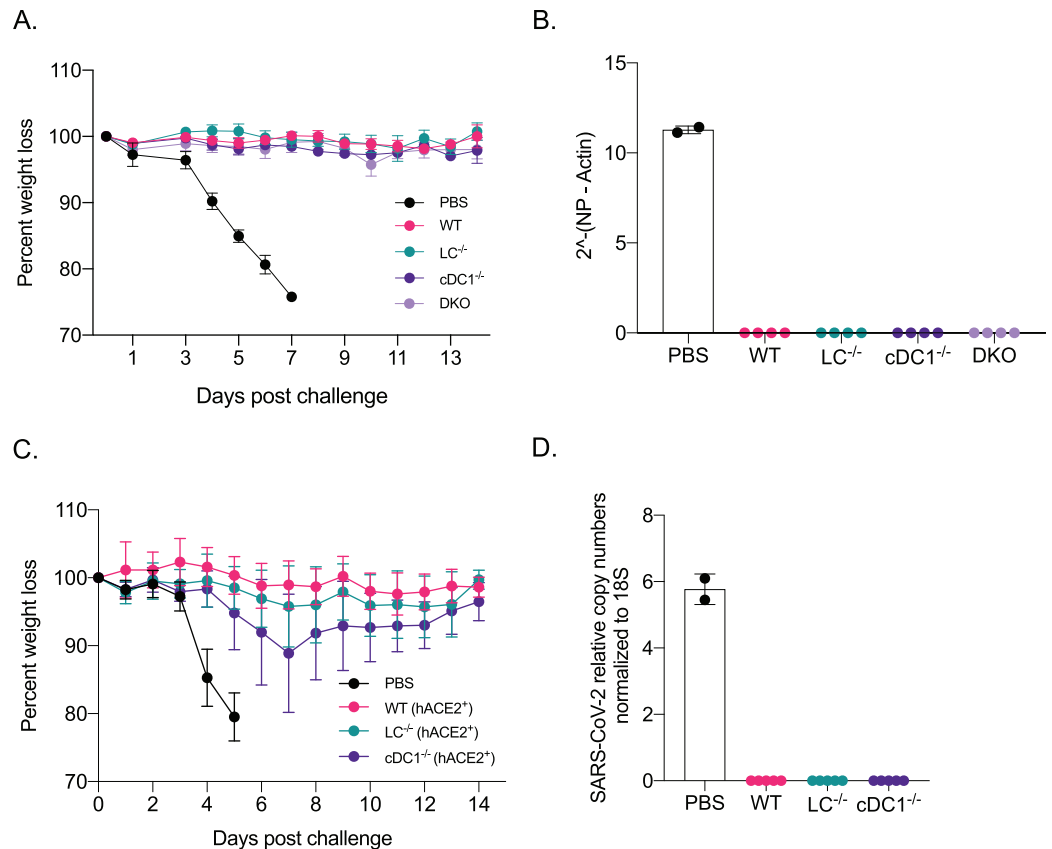 A.
110
100
90
80
70
Percent weight loss
1 3 5 7 9 11 13
Days post challenge
PBS
WT
LC-/-
cDC1-/-
DKO
B.
15
10
5
0
2^-(NP - Actin)
PBS WT LC-/- cDC1-/- DKO
C.
110
100
90
80
70
Percent weight loss
0 2 4 6 8 10 12 14
Days post challenge
PBS
WT (hACE2+)
LC-/- (hACE2+)
cDC1-/- (hACE2+)
D.
8
6
4
2
0
SARS-CoV-2 relative copy numbers
normalized to 18S
PBS WT LC-/- cDC1-/-